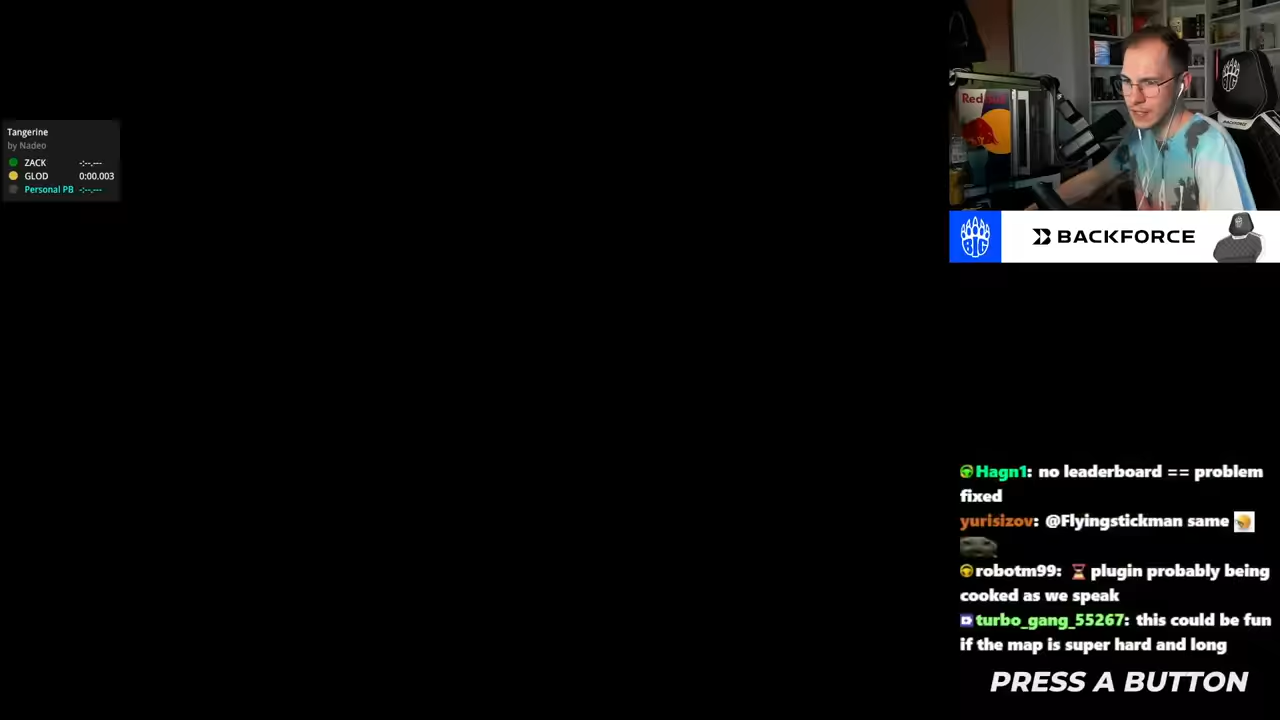 Tangerine
by Nadeo
ZACK -:--.---
GLOD 0:00.003
Personal PB -:--.---
Red Bull
BIG
BACKFORCE
BACKFORCE
Hagn1: no leaderboard == problem
fixed
yurisizov: @Flyingstickman same
robotm99: ⌛ plugin probably being
cooked as we speak
turbo_gang_55267: this could be fun
if the map is super hard and long
PRESS A BUTTON